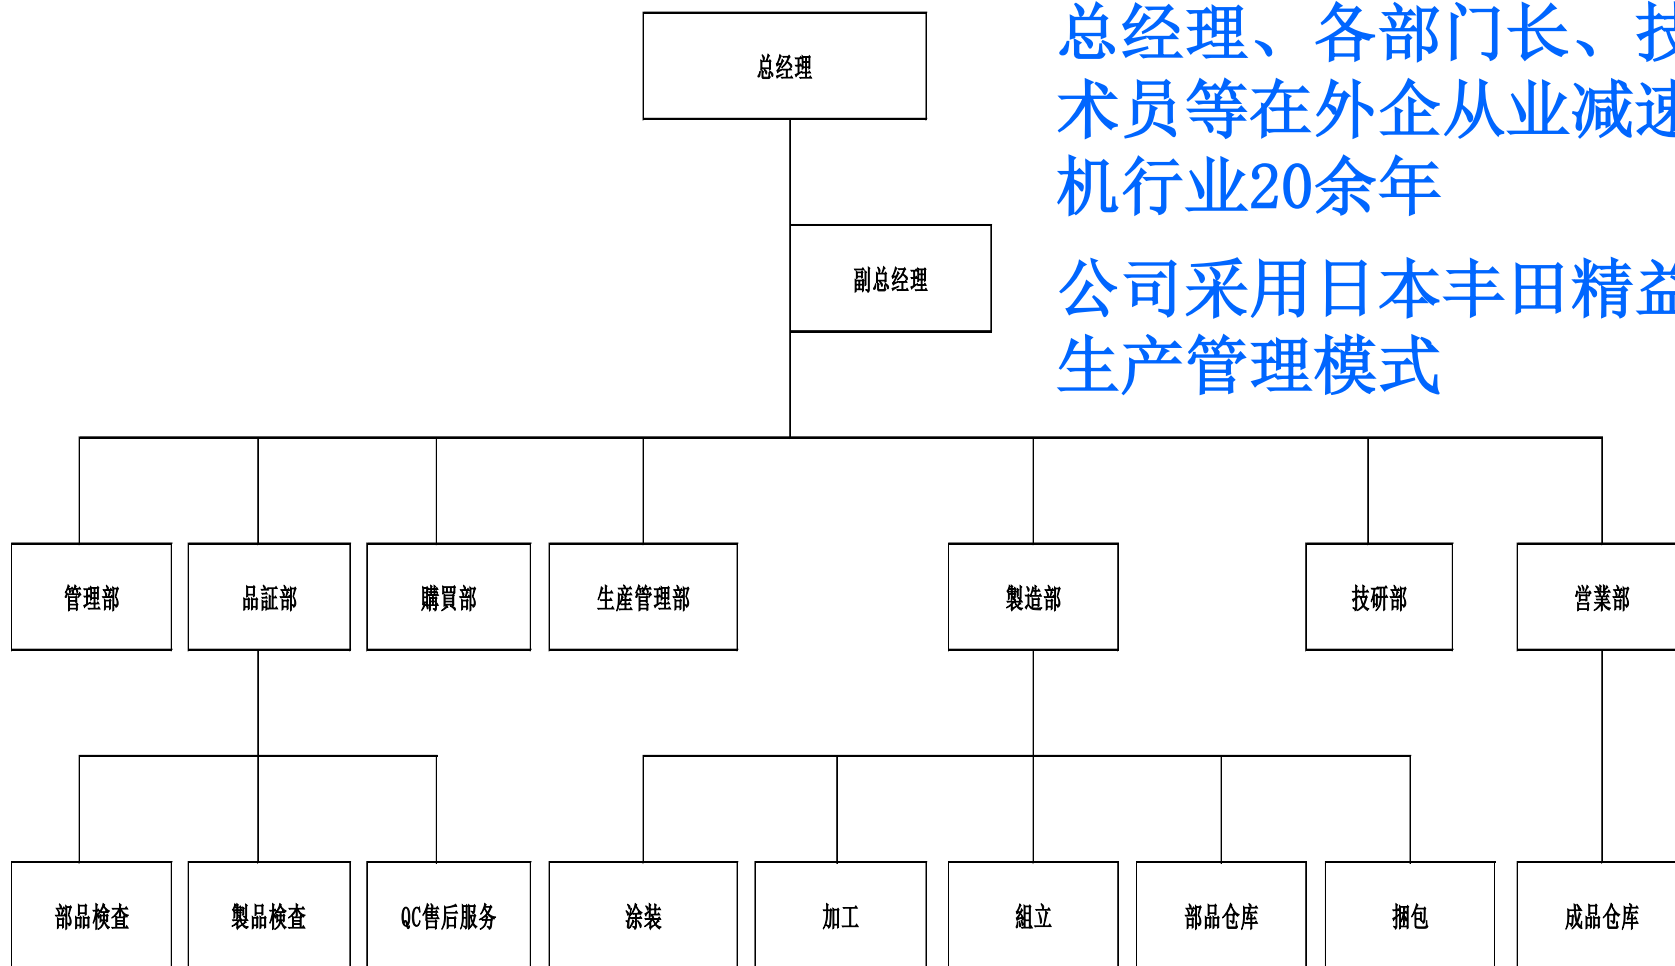 总经理
总经理、各部门长、技
术员等在外企从业减速
机行业20余年
副总经理
公司采用日本丰田精益
生产管理模式
管理部
品証部
購買部
生産管理部
製造部
技研部
営業部
部品検査
製品検査
QC售后服务
涂装
加工
組立
部品仓库
捆包
成品仓库